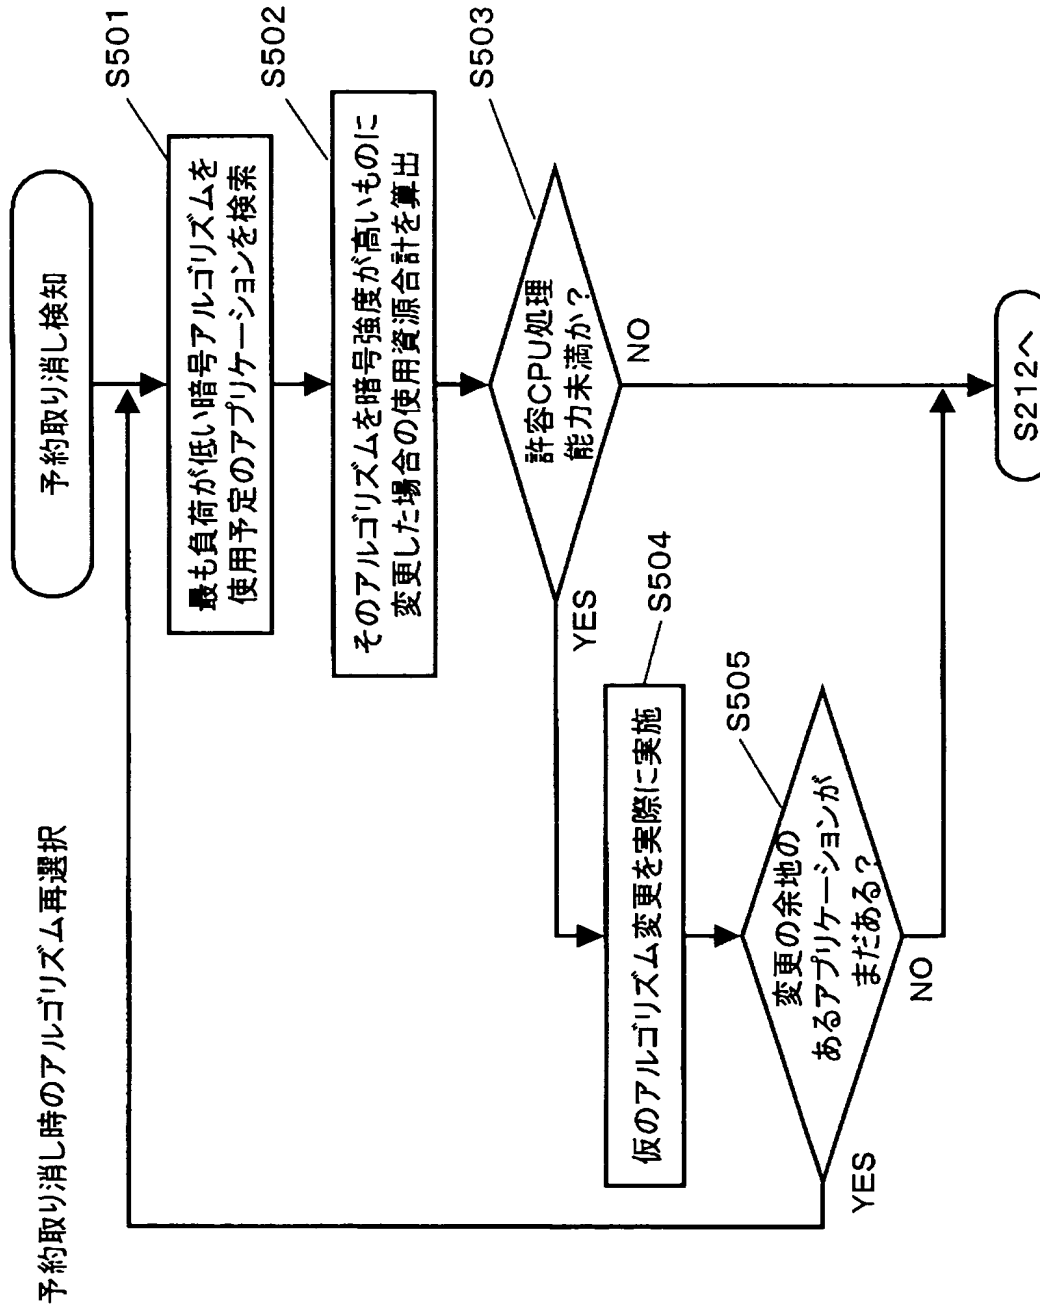 予約取り消し時のアルゴリズム再選択
予約取り消し検知
S501
最も負荷が低い暗号アルゴリズムを
使用予定のアプリケーションを検索
S502
そのアルゴリズムを暗号強度が高いものに
変更した場合の使用資源合計を算出
S503
許容CPU処理
能力未満か？
YES
NO
S504
仮のアルゴリズム変更を実際に実施
S505
変更の余地の
あるアプリケーションが
まだある？
YES
NO
S212へ